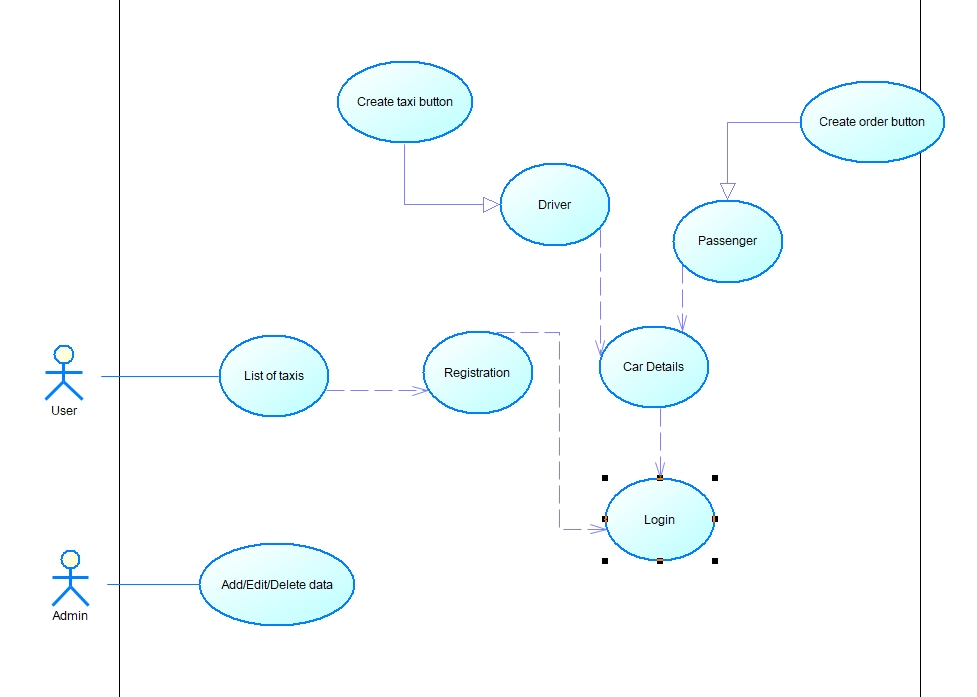 Create taxi button
Create order button
Driver
Passenger
User
List of taxis
Registration
Car Details
Login
Admin
Add/Edit/Delete data